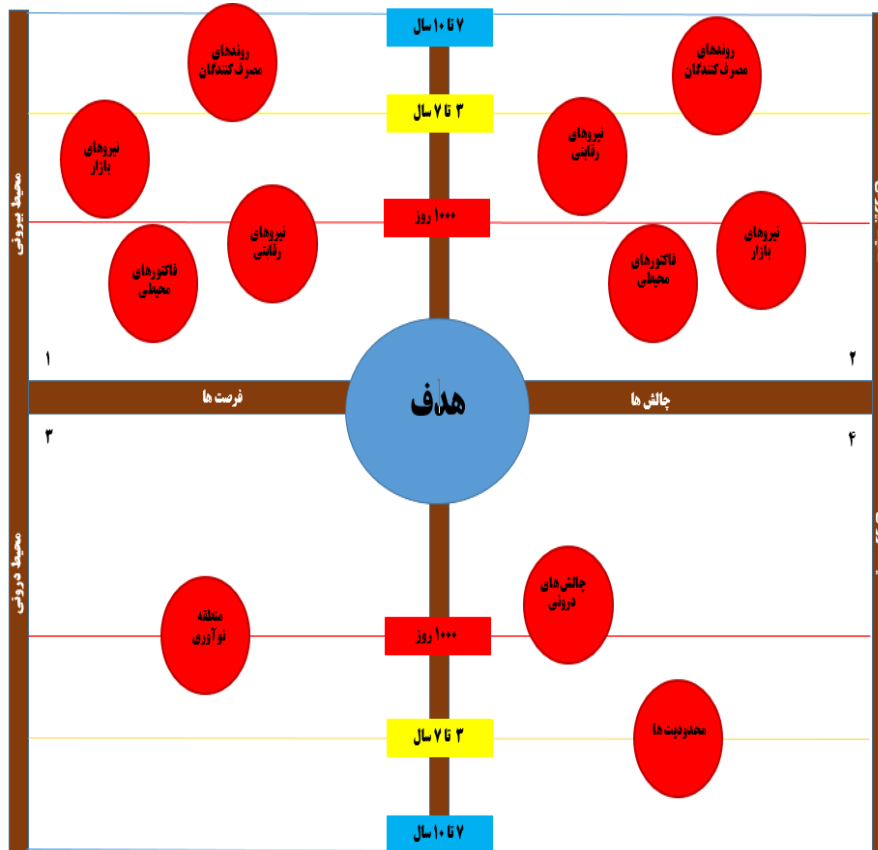 ۷ تا ۱۰ سال
روندهای
مصرف‌کنندگان
روندهای
مصرف‌کنندگان
۳ تا ۷ سال
نیروهای
رقابتی
نیروهای
بازار
محیط بیرونی
۱۰۰۰ روز
نیروهای
بازار
نیروهای
رقابتی
فاکتورهای
محیطی
فاکتورهای
محیطی
۲
۱
هدف
چالش ها
فرصت ها
۴
۳
محیط درونی
چالش‌های
درونی
منطقه
نوآوری
۱۰۰۰ روز
محدودیت‌ها
۳ تا ۷ سال
۷ تا ۱۰ سال